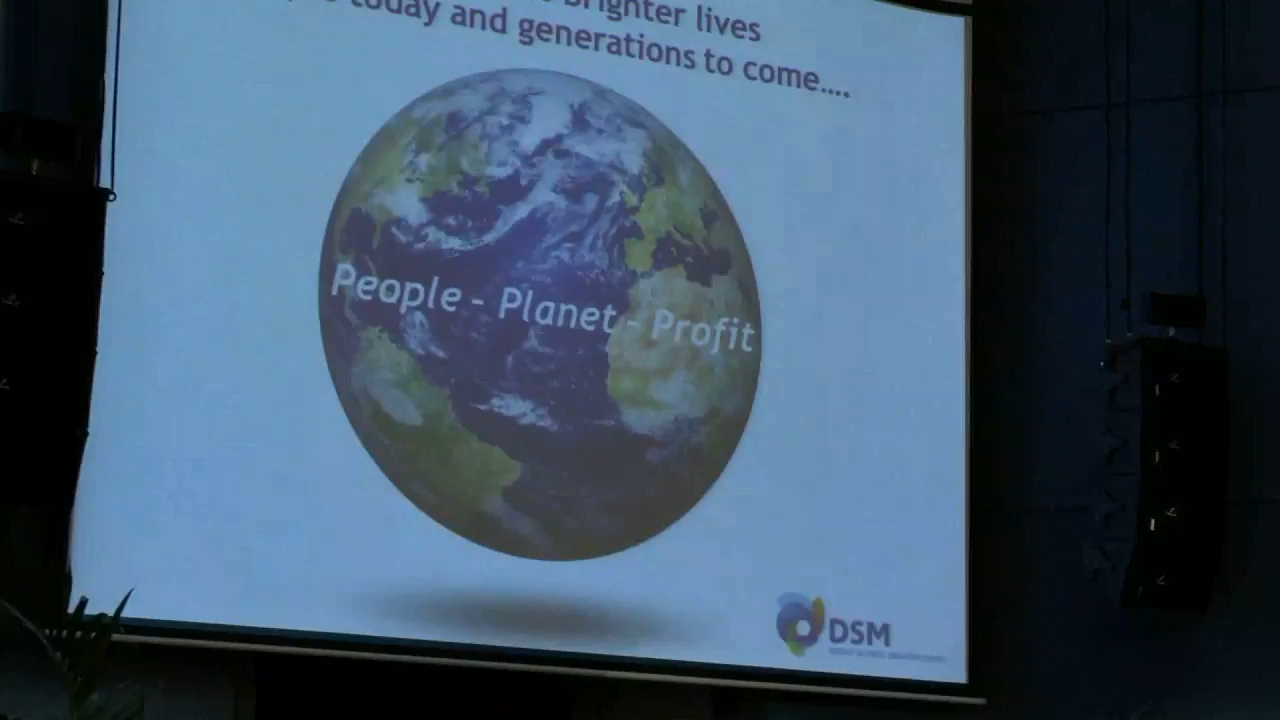 brighter lives
today and generations to come....
People - Planet - Profit
DSM